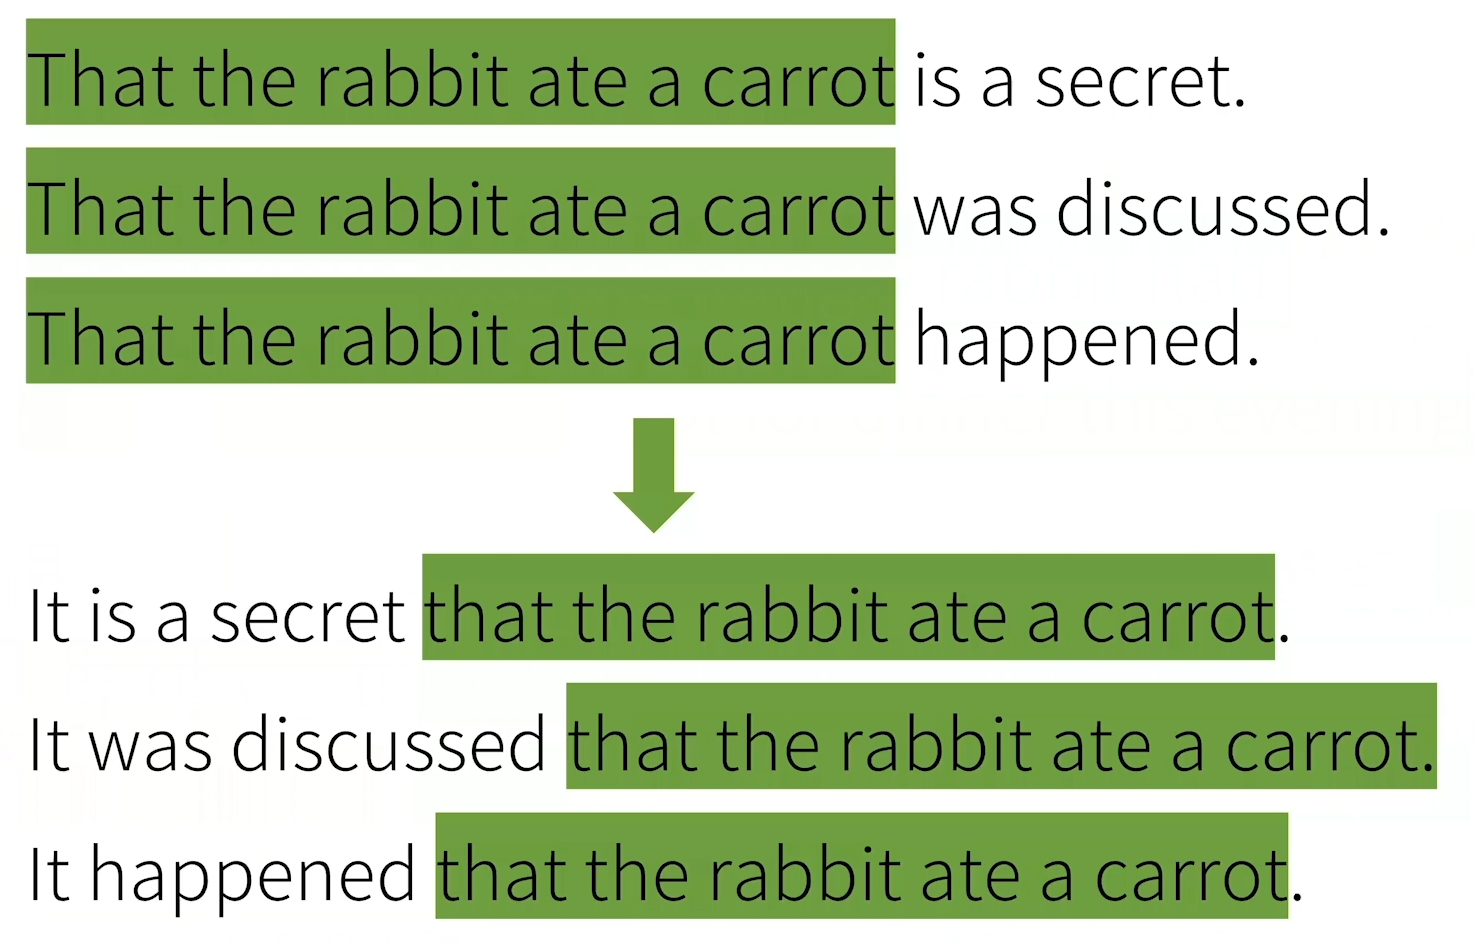 That the rabbit ate a carrot is a secret.
That the rabbit ate a carrot was discussed.
That the rabbit ate a carrot happened.
It is a secret that the rabbit ate a carrot.
It was discussed that the rabbit ate a carrot.
It happened that the rabbit ate a carrot.